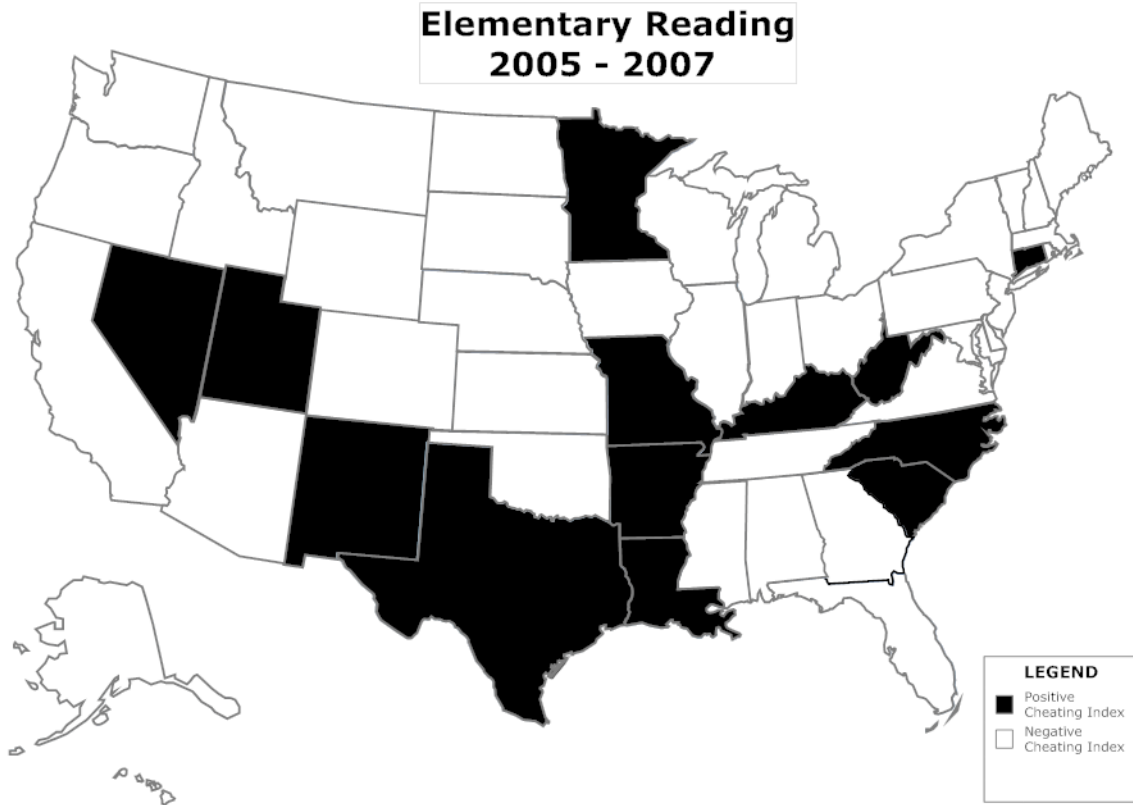 Elementary Reading
2005 - 2007
LEGEND
Positive
Cheating Index
Negative
Cheating Index